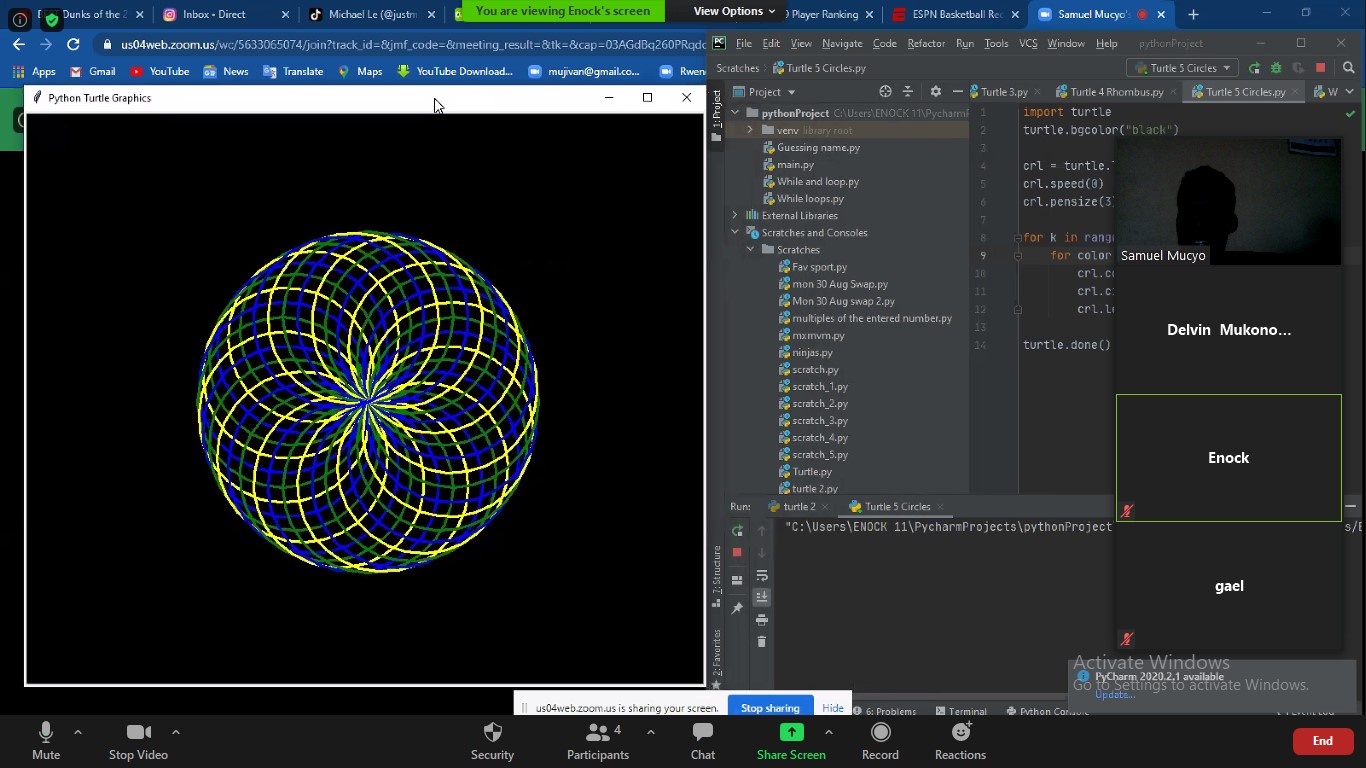 Dunks of the 2
Inbox • Direct
Michael Le (@justm
You are viewing Enock's screen
View Options
9 Player Ranking
ESPN Basketball Rec
Samuel Mucyo's
us04web.zoom.us/wc/5633065074/join?track_id=&jmf_code=&meeting_result=&tk=&cap=03AGdBq260PRqdc
File Edit View Navigate Code Refactor Run Tools VCS Window Help pythonProject
Apps Gmail YouTube News Translate Maps YouTube Download... mujivan@gmail.co... Rwen
Scratches Turtle 5 Circles.py
Turtle 5 Circles
Python Turtle Graphics
1: Project
Project
Turtle 3.py
Turtle 4 Rhombus.py
Turtle 5 Circles.py
W
pythonProject C:\Users\ENOCK 11\Pycharm
venv library root
Guessing name.py
main.py
While and loop.py
While loops.py
External Libraries
Scratches and Consoles
Scratches
Fav sport.py
mon 30 Aug Swap.py
Mon 30 Aug swap 2.py
multiples of the entered number.py
mxmvm.py
ninjas.py
scratch.py
scratch_1.py
scratch_2.py
scratch_3.py
scratch_4.py
scratch_5.py
Turtle.py
turtle 2.py
1 import turtle
2 turtle.bgcolor("black")
3
4 crl = turtle.
5 crl.speed(0)
6 crl.pensize(3
7
8 for k in rang
9 for color
10 crl.c
11 crl.c
12 crl.l
13
14 turtle.done()
Samuel Mucyo
Delvin Mukono...
Enock
gael
Run: turtle 2 Turtle 5 Circles
"C:\Users\ENOCK 11\PycharmProjects\pythonProject
7: Structure
2: Favorites
Activate Windows
Go to Settings to activate Windows.
PyCharm 2020.2.1 available
Update...
us04web.zoom.us is sharing your screen.
Stop sharing
Hide
6: Problems
Terminal
Python Console
Mute
Stop Video
Security
4
Participants
Chat
Share Screen
Record
Reactions
End